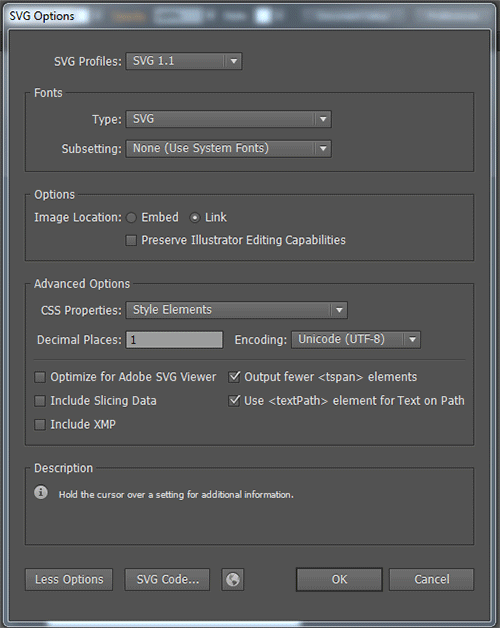 SVG Options
SVG Profiles: SVG 1.1
Fonts
Type: SVG
Subsetting: None (Use System Fonts)
Options
Image Location: Embed Link
Preserve Illustrator Editing Capabilities
Advanced Options
CSS Properties: Style Elements
Decimal Places: 1 Encoding: Unicode (UTF-8)
Optimize for Adobe SVG Viewer Output fewer <tspan> elements
Include Slicing Data Use <textPath> element for Text on Path
Include XMP
Description
Hold the cursor over a setting for additional information.
Less Options SVG Code... OK Cancel